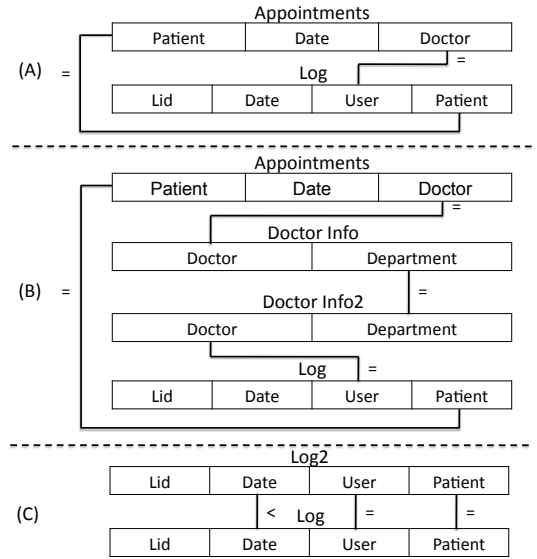 Appointments
Patient Date Doctor
(A) = =
Log
Lid Date User Patient
Appointments
Patient Date Doctor
=
Doctor Info
Doctor Department
(B) = =
Doctor Info2
Doctor Department
Log =
Lid Date User Patient
Log2
Lid Date User Patient
(C) < Log = =
Lid Date User Patient